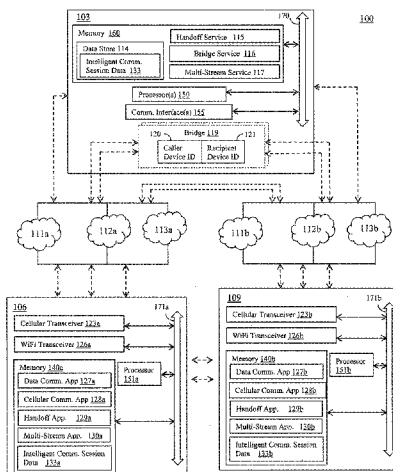 103
170
100
Memory 160
Data Store 114
Intelligent Comm. Session Data 133
Handoff Service 115
Bridge Service 116
Multi-Stream Service 117
Processor(s) 150
Comm. Interface(s) 155
Bridge 119
120
121
Caller Device ID
Recipient Device ID
111a
112a
113a
111b
112b
113b
106
171a
Cellular Transceiver 123a
WiFi Transceiver 126a
Memory 140a
Data Comm. App 127a
Cellular Comm. App 128a
Handoff App. 129a
Multi-Stream App. 130a
Intelligent Comm. Session Data 133a
Processor 151a
109
171b
Cellular Transceiver 123b
WiFi Transceiver 126b
Memory 140b
Data Comm. App 127b
Cellular Comm. App 128b
Handoff App. 129b
Multi-Stream App. 130b
Intelligent Comm. Session Data 133b
Processor 151b